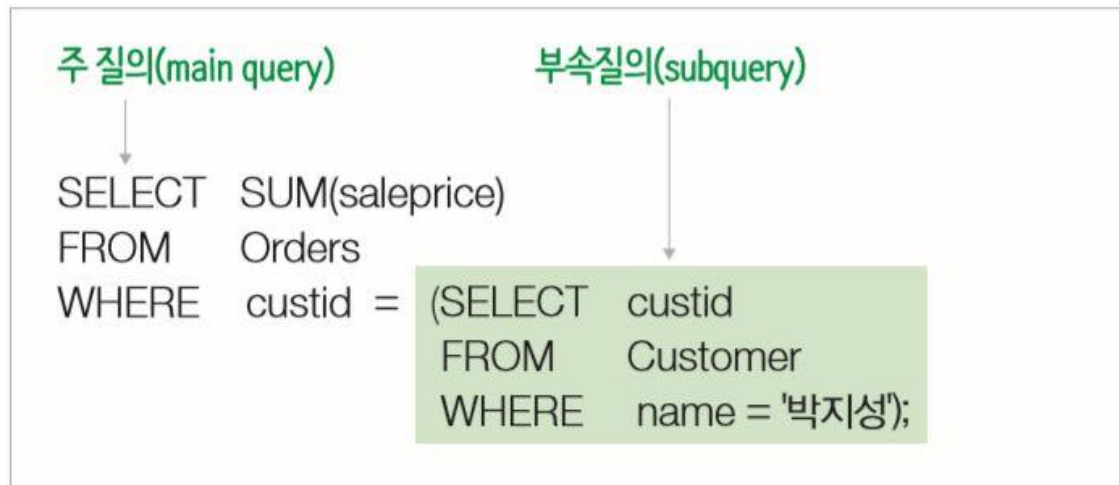 주 질의(main query) 부속질의(subquery)
SELECT SUM(saleprice)
FROM Orders
WHERE custid = (SELECT custid
FROM Customer
WHERE name = '박지성');